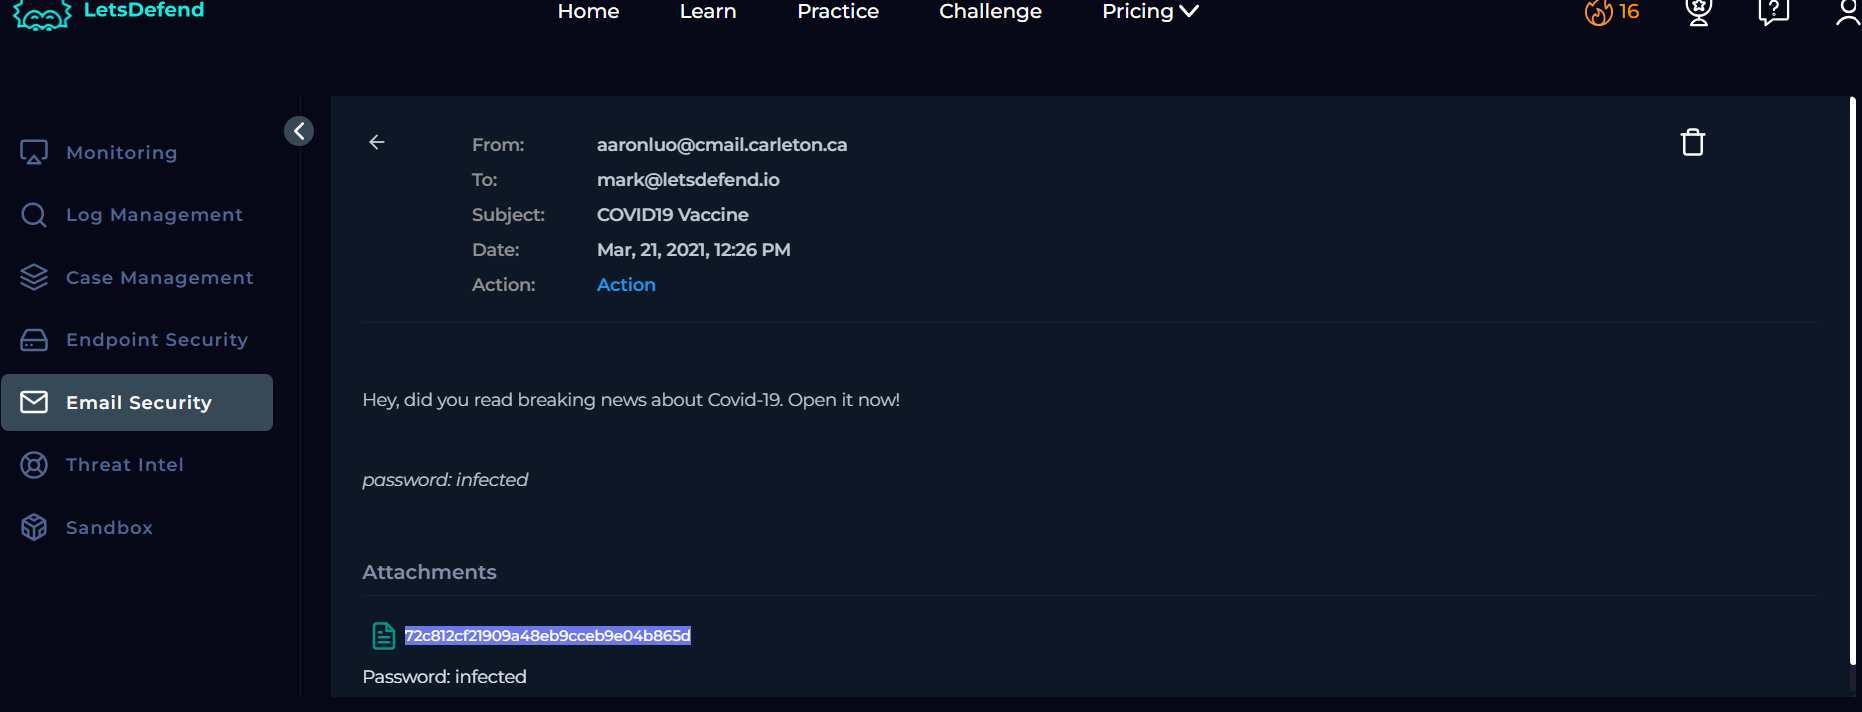 LetsDefend
Home Learn Practice Challenge Pricing
16
Monitoring
Log Management
Case Management
Endpoint Security
Email Security
Threat Intel
Sandbox
From: aaronluo@cmail.carleton.ca
To: mark@letsdefend.io
Subject: COVID19 Vaccine
Date: Mar, 21, 2021, 12:26 PM
Action: Action
Hey, did you read breaking news about Covid-19. Open it now!
password: infected
Attachments
72c812cf21909a48eb9cceb9e04b865d
Password: infected